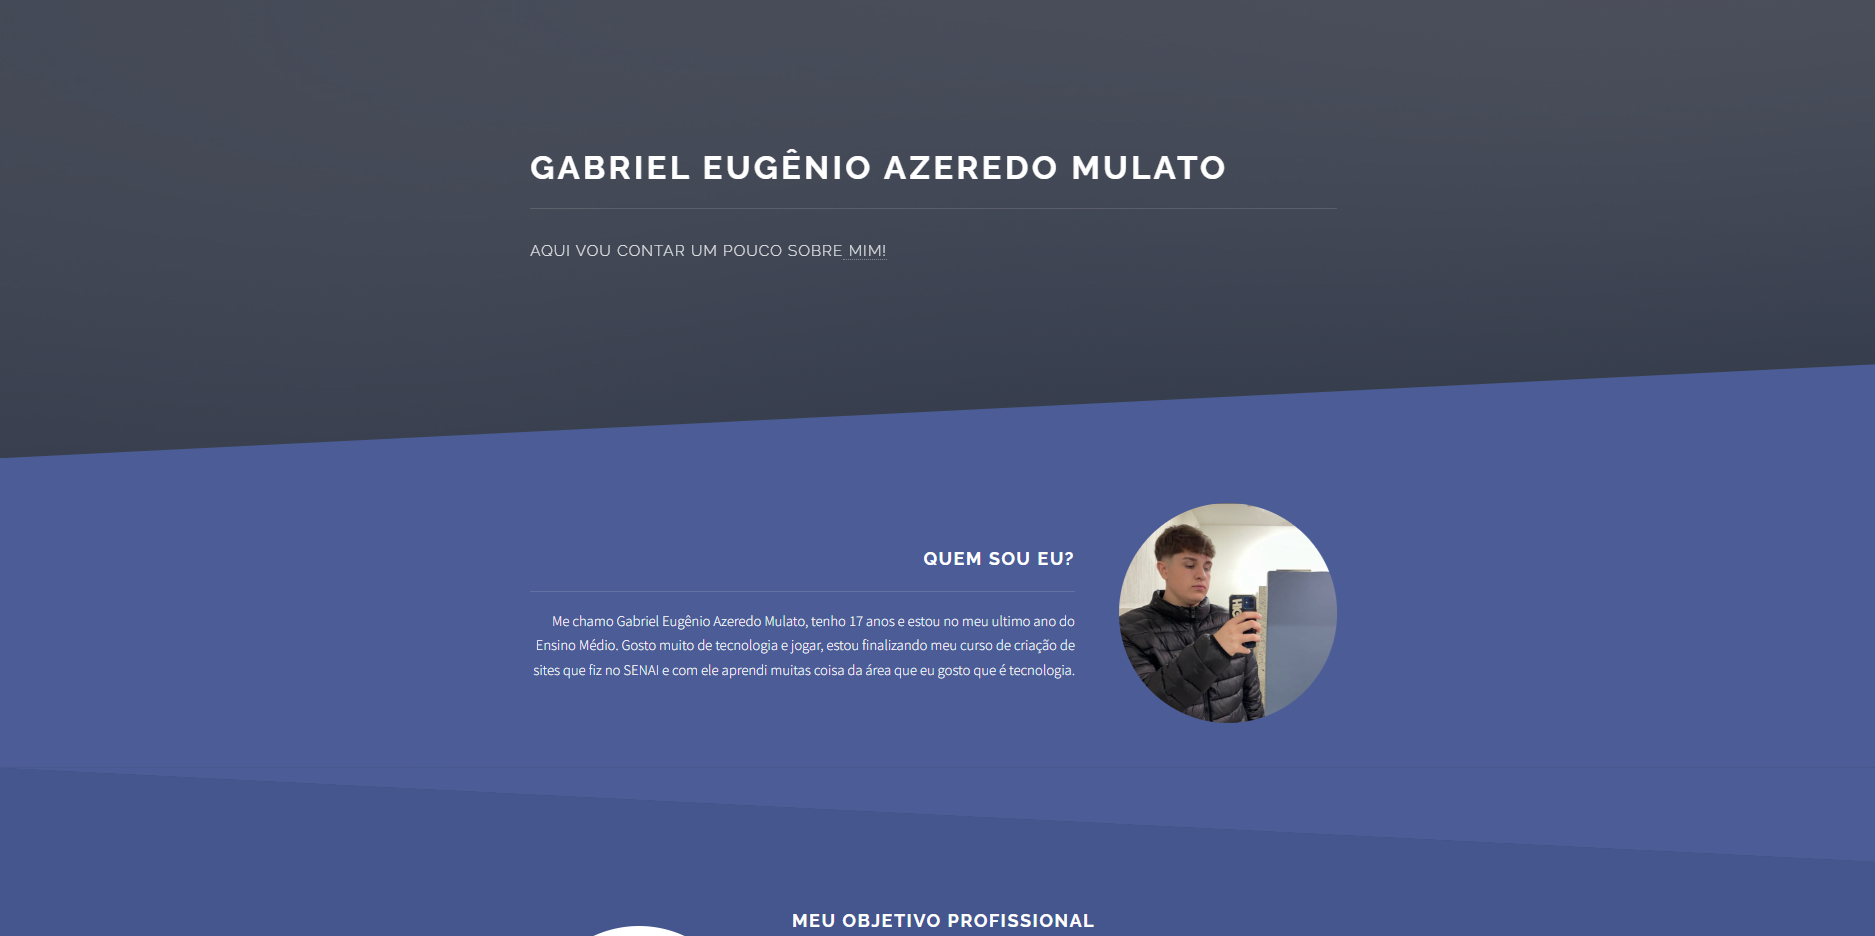 GABRIEL EUGÊNIO AZEREDO MULATO
AQUI VOU CONTAR UM POUCO SOBRE MIM!
QUEM SOU EU?
Me chamo Gabriel Eugênio Azeredo Mulato, tenho 17 anos e estou no meu ultimo ano do
Ensino Médio. Gosto muito de tecnologia e jogar, estou finalizando meu curso de criação de
sites que fiz no SENAI e com ele aprendi muitas coisa da área que eu gosto que é tecnologia.
MEU OBJETIVO PROFISSIONAL